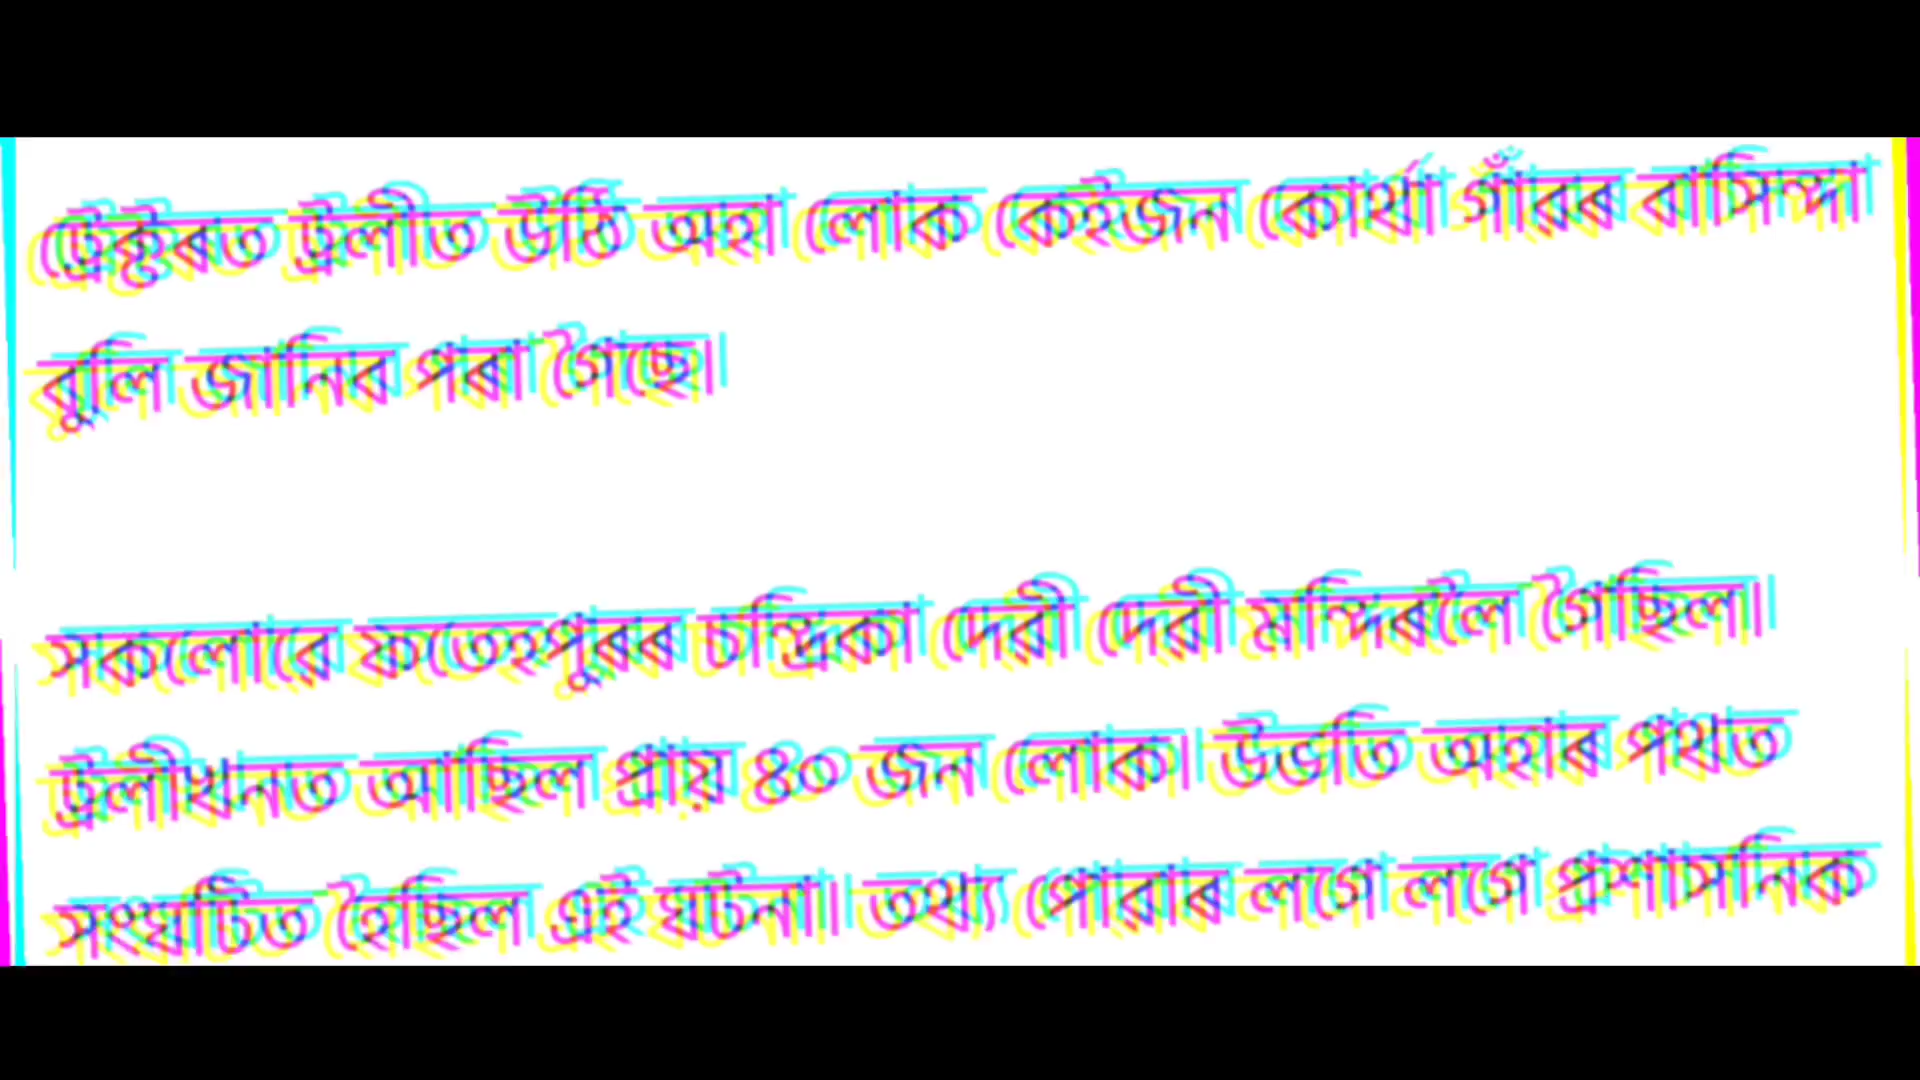 ট্ৰেক্টৰত ট্ৰলীত উঠি অহা লোক কেইজন কোৰ্থা গাঁৱৰ বাসিন্দা
বুলি জানিব পৰা গৈছে।
সকলোৱে ফতেহপুৰৰ চন্দ্ৰিকা দেৱী দেৱী মন্দিৰলৈ গৈছিল।
ট্ৰলীখনত আছিল প্ৰায় ৪০ জন লোক। উভতি অহাৰ পথত
সংঘটিত হৈছিল এই ঘটনা। তথ্য পোৱাৰ লগে লগে প্ৰশাসনিক